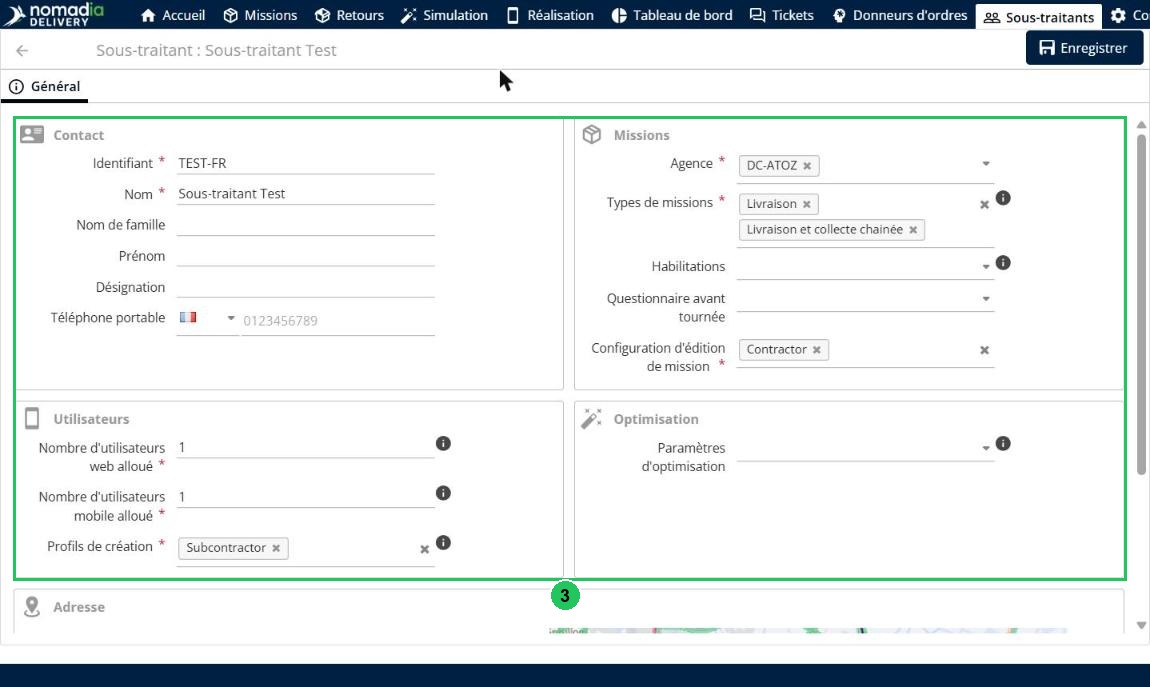 nomadia
DELIVERY
Accueil
Missions
Retours
Simulation
Réalisation
Tableau de bord
Tickets
Donneurs d'ordres
Sous-traitants
Co
Sous-traitant : Sous-traitant Test
Enregistrer
Général
Contact
Identifiant * TEST-FR
Nom * Sous-traitant Test
Nom de famille
Prénom
Désignation
Téléphone portable 0123456789
Missions
Agence * DC-ATOZ
Types de missions * Livraison
Livraison et collecte chainée
Habilitations
Questionnaire avant
tournée
Configuration d'édition
de mission * Contractor
Utilisateurs
Nombre d'utilisateurs
web alloué * 1
Nombre d'utilisateurs
mobile alloué * 1
Profils de création * Subcontractor
Optimisation
Paramètres
d'optimisation
3
Adresse